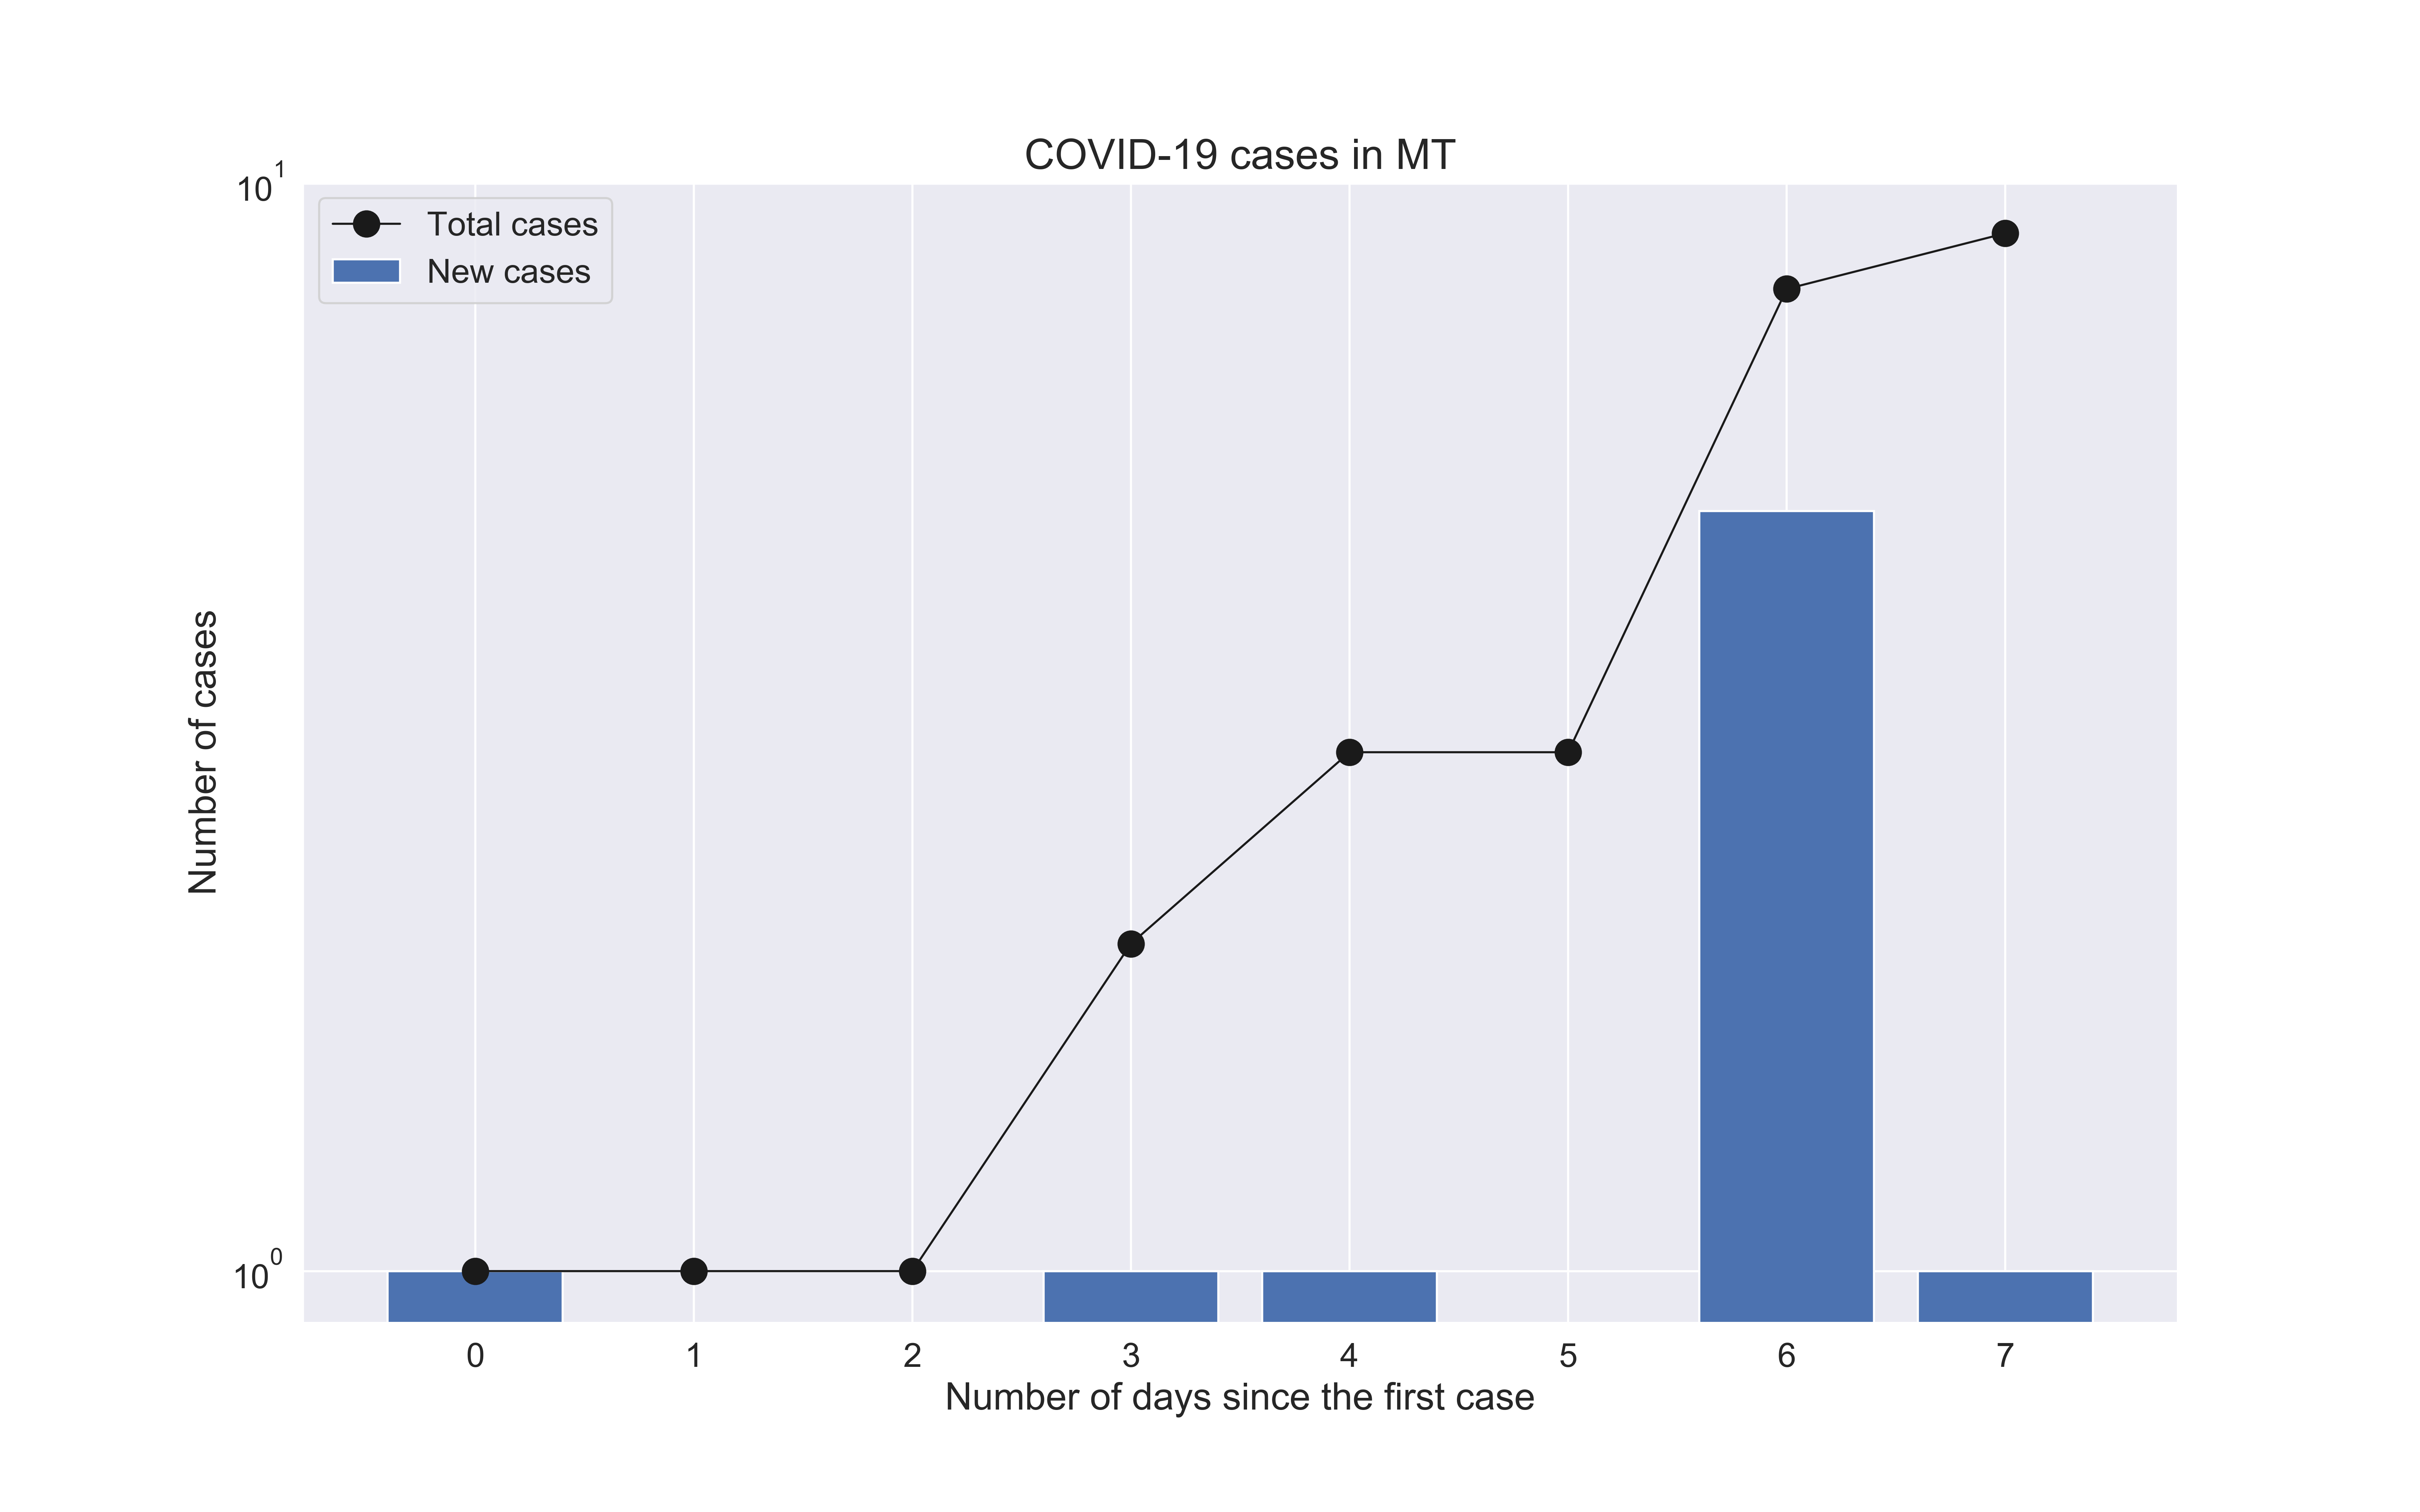 COVID-19 cases in MT
10^1
Total cases
New cases
Number of cases
10^0
0 1 2 3 4 5 6 7
Number of days since the first case